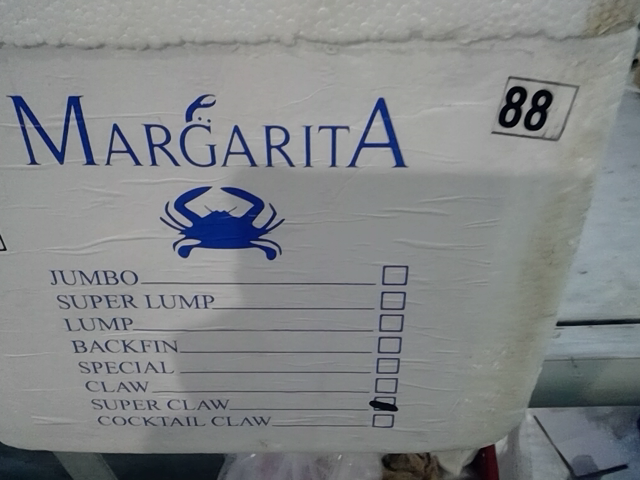 MARGARITA
88
JUMBO
SUPER LUMP
LUMP
BACKFIN
SPECIAL
CLAW
SUPER CLAW
COCKTAIL CLAW